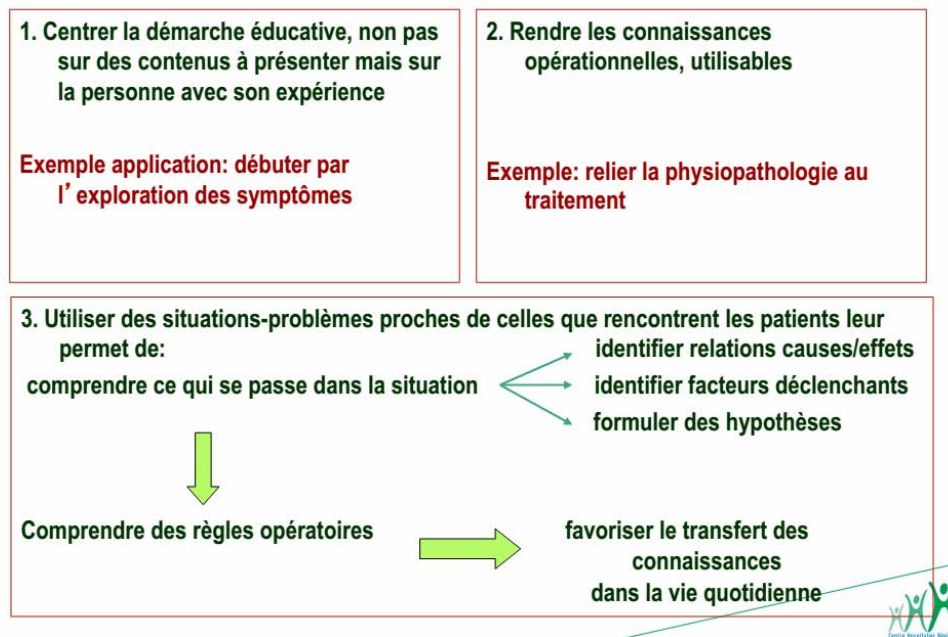 1. Centrer la démarche éducative, non pas
sur des contenus à présenter mais sur
la personne avec son expérience
Exemple application: débuter par
l’exploration des symptômes
2. Rendre les connaissances
opérationnelles, utilisables
Exemple: relier la physiopathologie au
traitement
3. Utiliser des situations-problèmes proches de celles que rencontrent les patients leur
permet de:
comprendre ce qui se passe dans la situation
identifier relations causes/effets
identifier facteurs déclenchants
formuler des hypothèses
Comprendre des règles opératoires
favoriser le transfert des
connaissances
dans la vie quotidienne
Centre Hospitalier